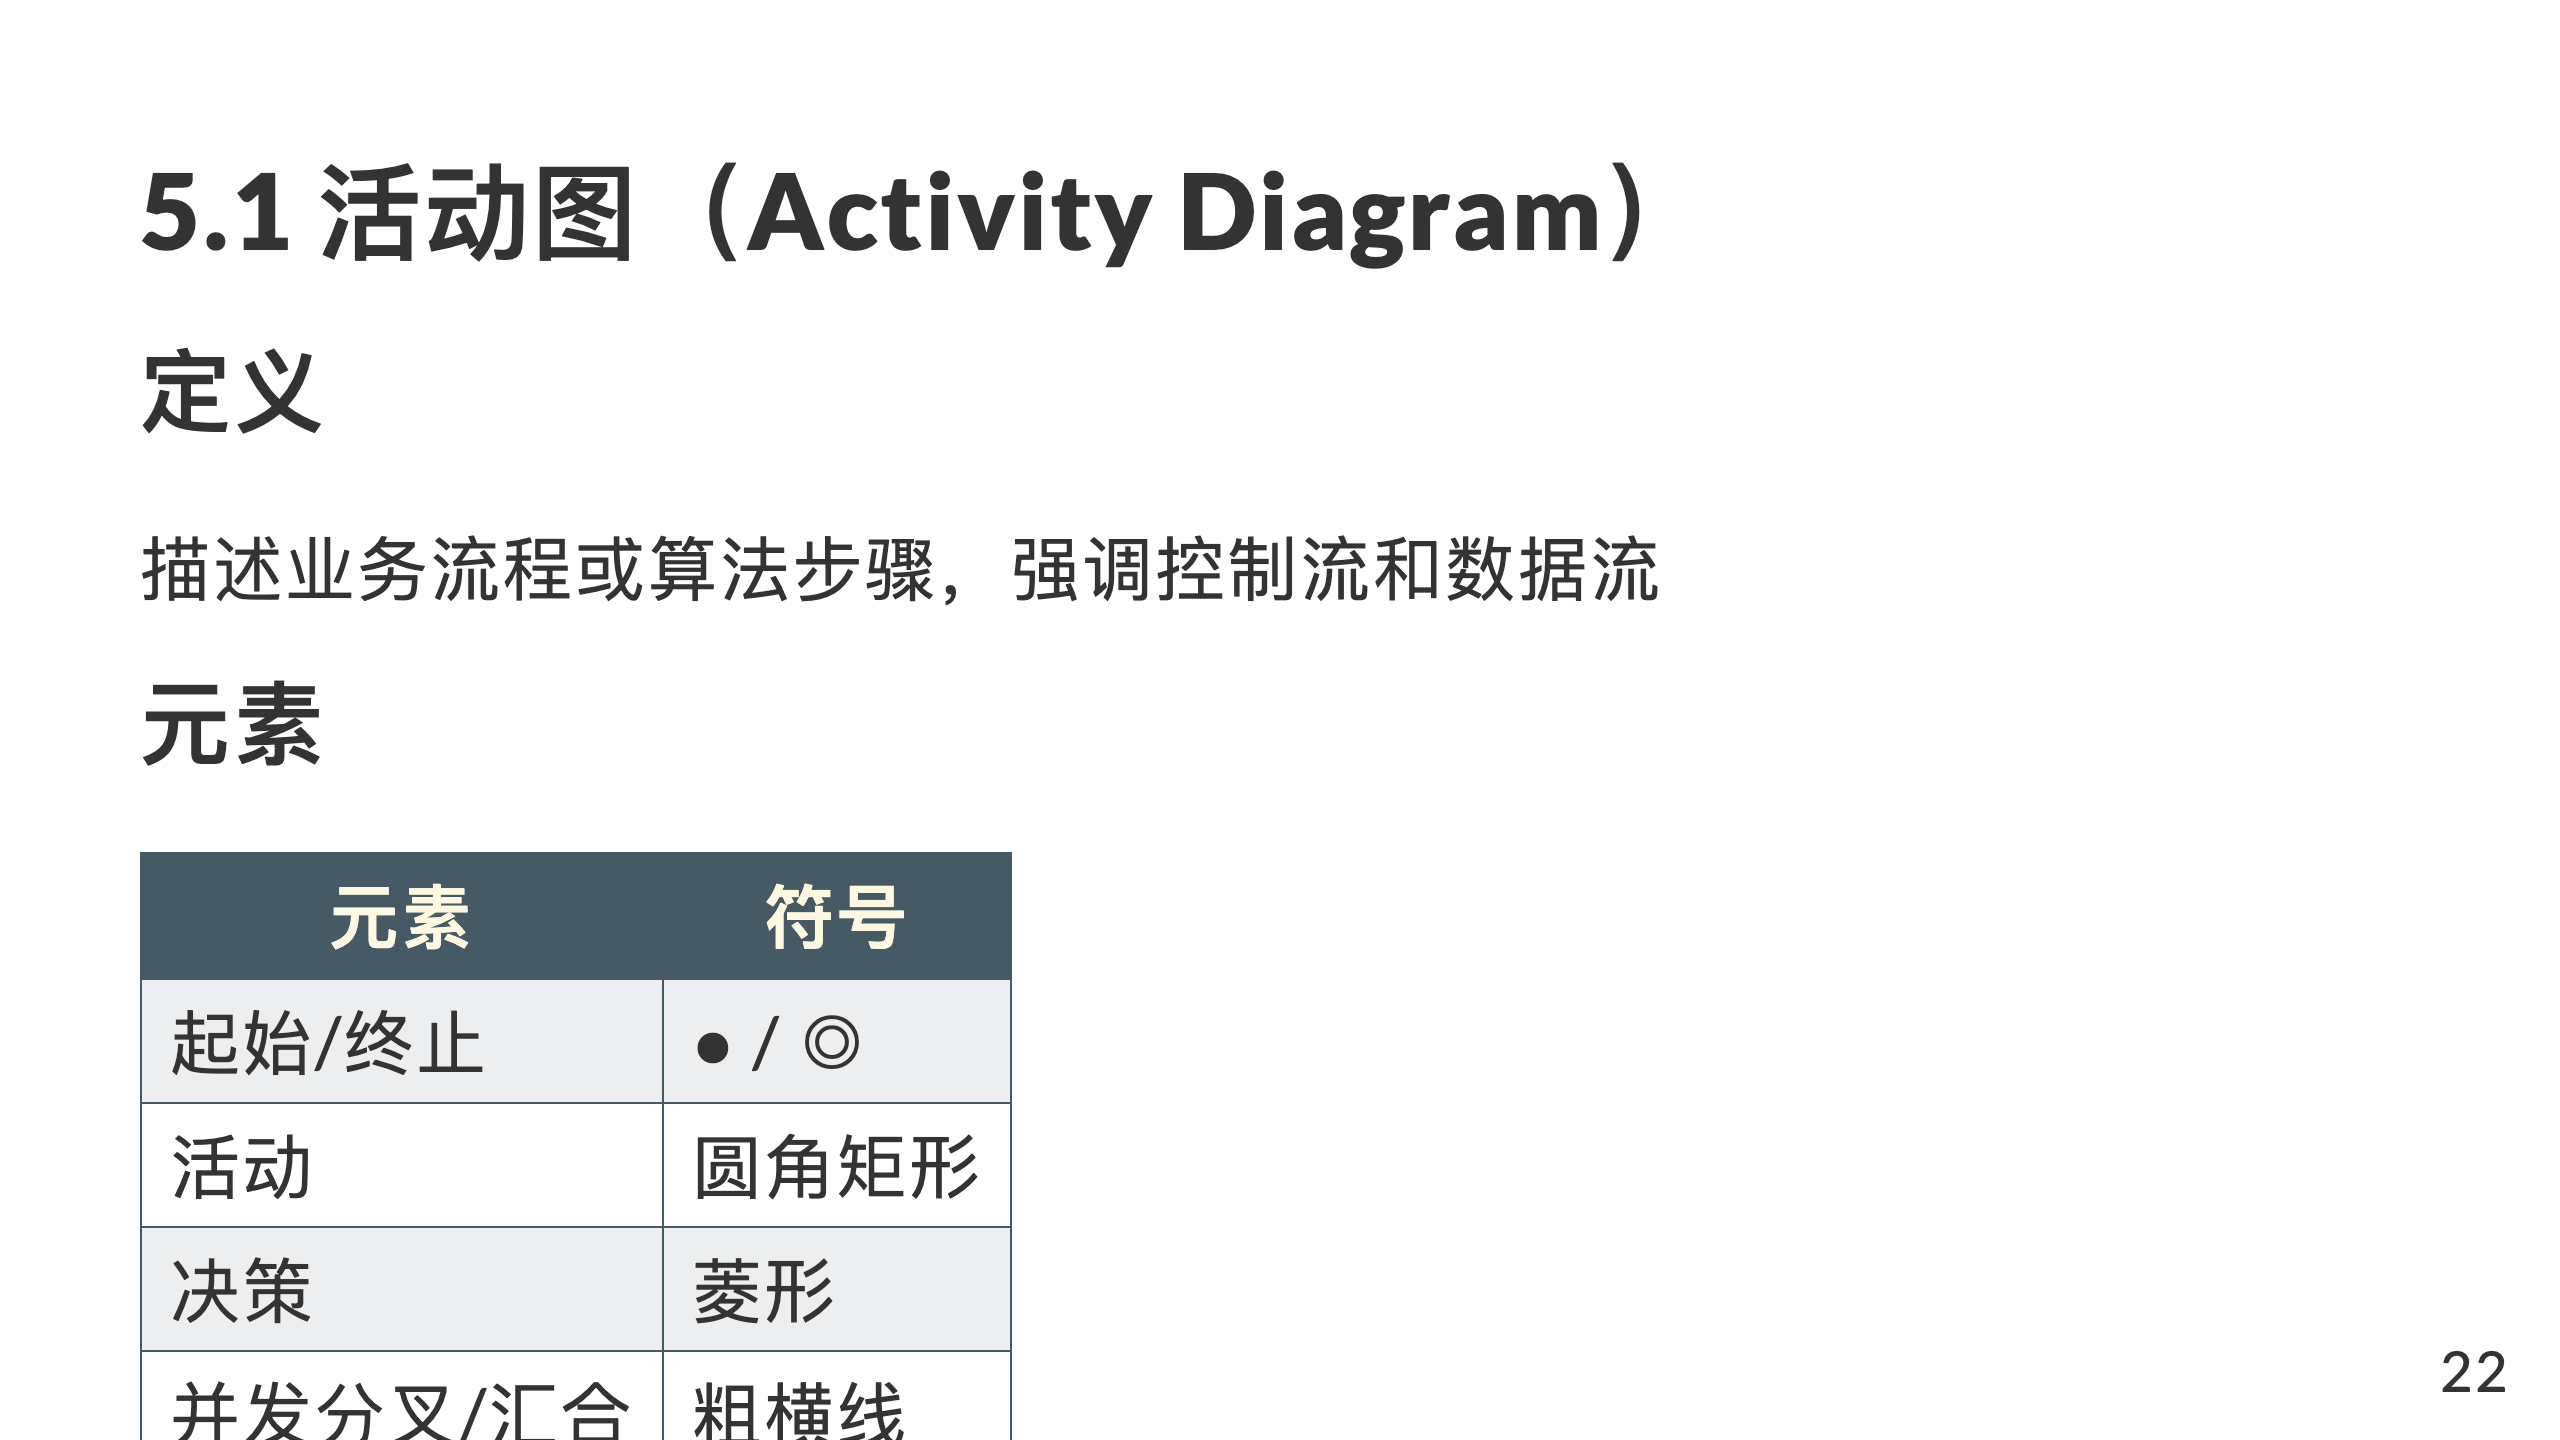 5.1 活动图（Activity Diagram）
定义
描述业务流程或算法步骤，强调控制流和数据流
元素
元素 符号
起始/终止 ● / ◎
活动 圆角矩形
决策 菱形
并发分叉/汇合 粗横线
22